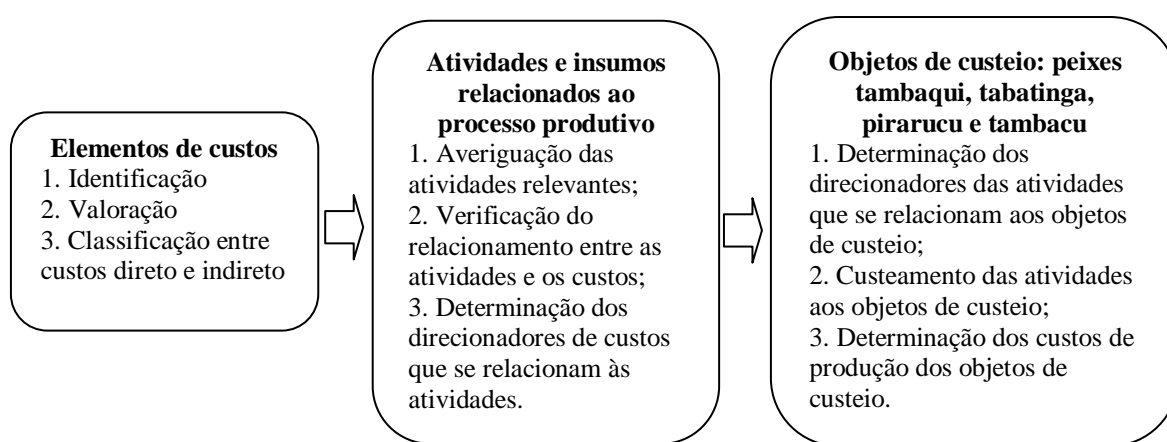 Elementos de custos
1. Identificação
2. Valoração
3. Classificação entre
custos direto e indireto
Atividades e insumos
relacionados ao
processo produtivo
1. Averiguação das
atividades relevantes;
2. Verificação do
relacionamento entre as
atividades e os custos;
3. Determinação dos
direcionadores de custos
que se relacionam às
atividades.
Objetos de custeio: peixes
tambaqui, tabatinga,
pirarucu e tambacu
1. Determinação dos
direcionadores das atividades
que se relacionam aos objetos
de custeio;
2. Custeamento das atividades
aos objetos de custeio;
3. Determinação dos custos de
produção dos objetos de
custeio.